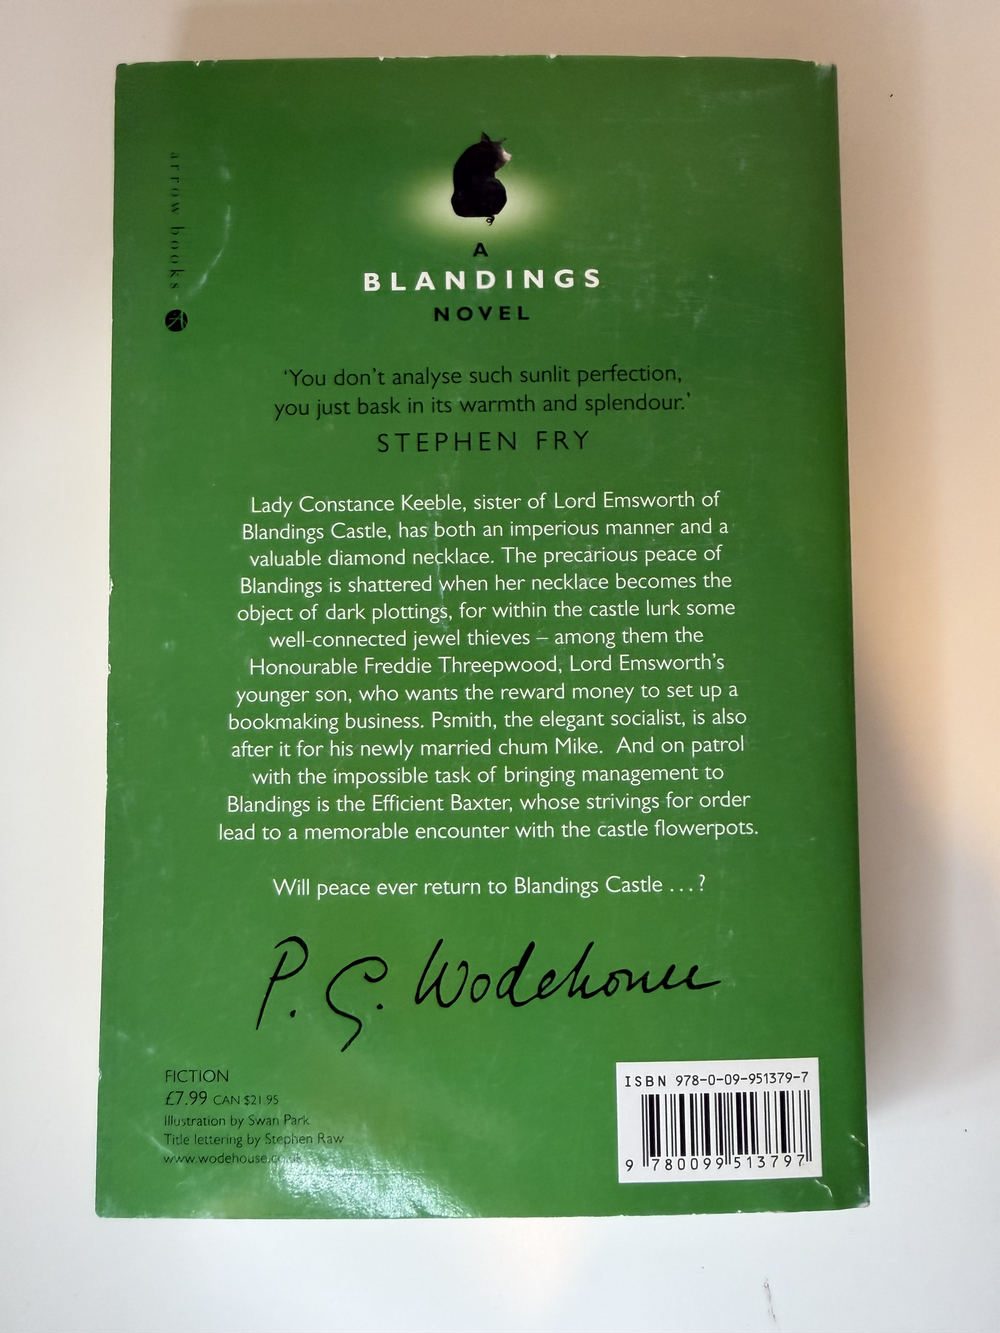 arrow books
A
BLANDINGS
NOVEL
‘You don’t analyse such sunlit perfection,
you just bask in its warmth and splendour.’
STEPHEN FRY
Lady Constance Keeble, sister of Lord Emsworth of
Blandings Castle, has both an imperious manner and a
valuable diamond necklace. The precarious peace of
Blandings is shattered when her necklace becomes the
object of dark plottings, for within the castle lurk some
well-connected jewel thieves – among them the
Honourable Freddie Threepwood, Lord Emsworth’s
younger son, who wants the reward money to set up a
bookmaking business. Psmith, the elegant socialist, is also
after it for his newly married chum Mike. And on patrol
with the impossible task of bringing management to
Blandings is the Efficient Baxter, whose strivings for order
lead to a memorable encounter with the castle flowerpots.
Will peace ever return to Blandings Castle . . . ?
P. G. Wodehouse
FICTION
£7.99 CAN $21.95
Illustration by Swan Park
Title lettering by Stephen Raw
www.wodehouse.co.uk
ISBN 978-0-09-951379-7
9 780099 513797